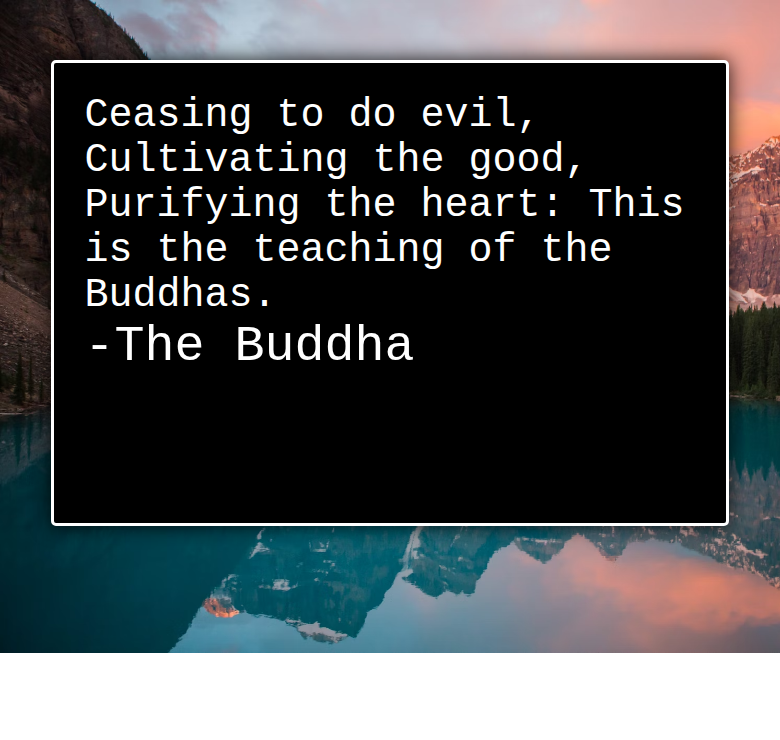 Ceasing to do evil,
Cultivating the good,
Purifying the heart: This
is the teaching of the
Buddhas.
-The Buddha